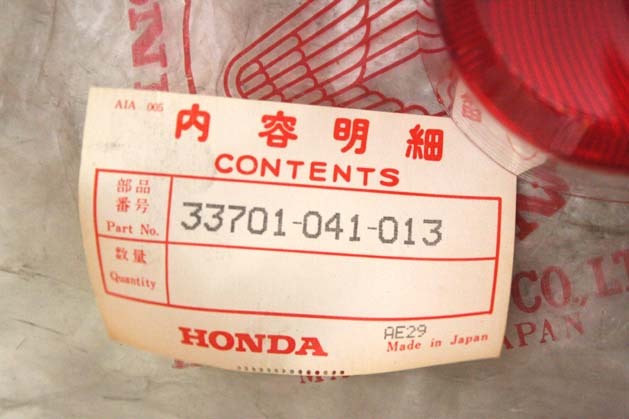 AIA 005
内容明細
CONTENTS
部品
番号
Part No.
33701-041-013
数量
Quantity
HONDA
AE29
Made in Japan
CO., LT
APAN